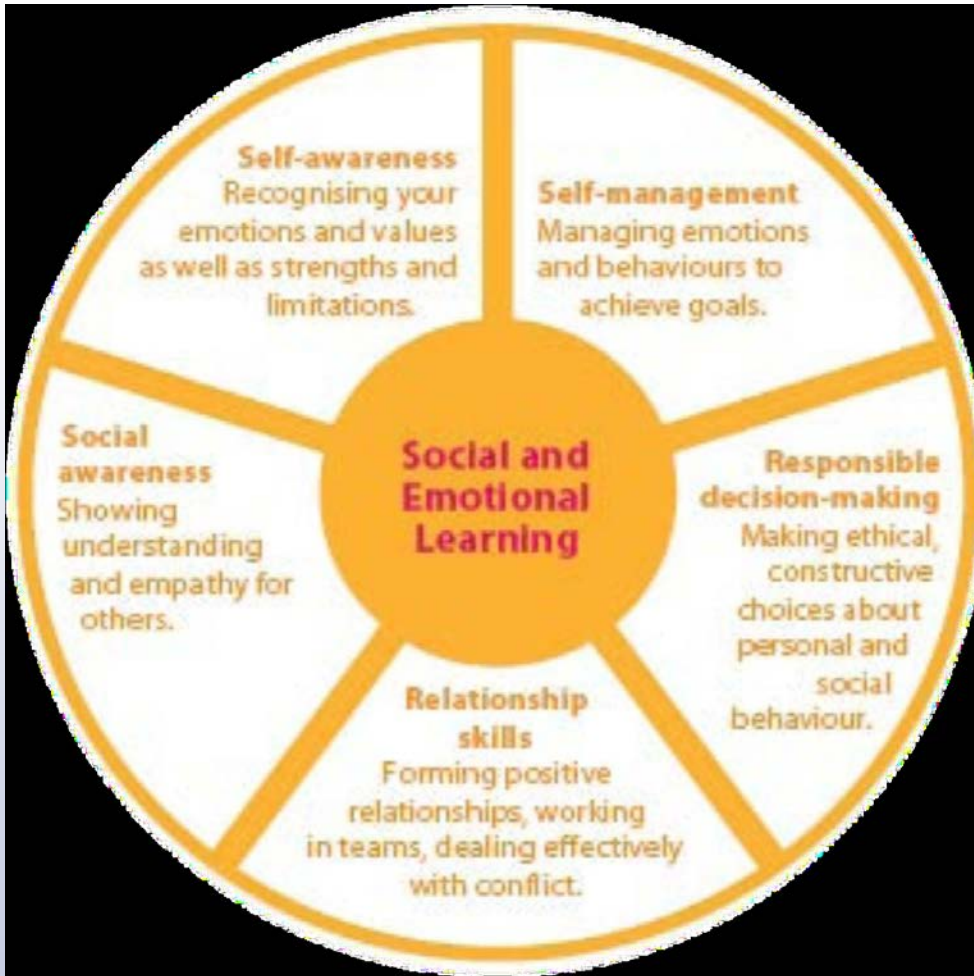 Self-awareness
Recognising your
emotions and values
as well as strengths and
limitations.
Self-management
Managing emotions
and behaviours to
achieve goals.
Social
awareness
Showing
understanding
and empathy for
others.
Social and
Emotional
Learning
Responsible
decision-making
Making ethical,
constructive
choices about
personal and
social
behaviour.
Relationship
skills
Forming positive
relationships, working
in teams, dealing effectively
with conflict.